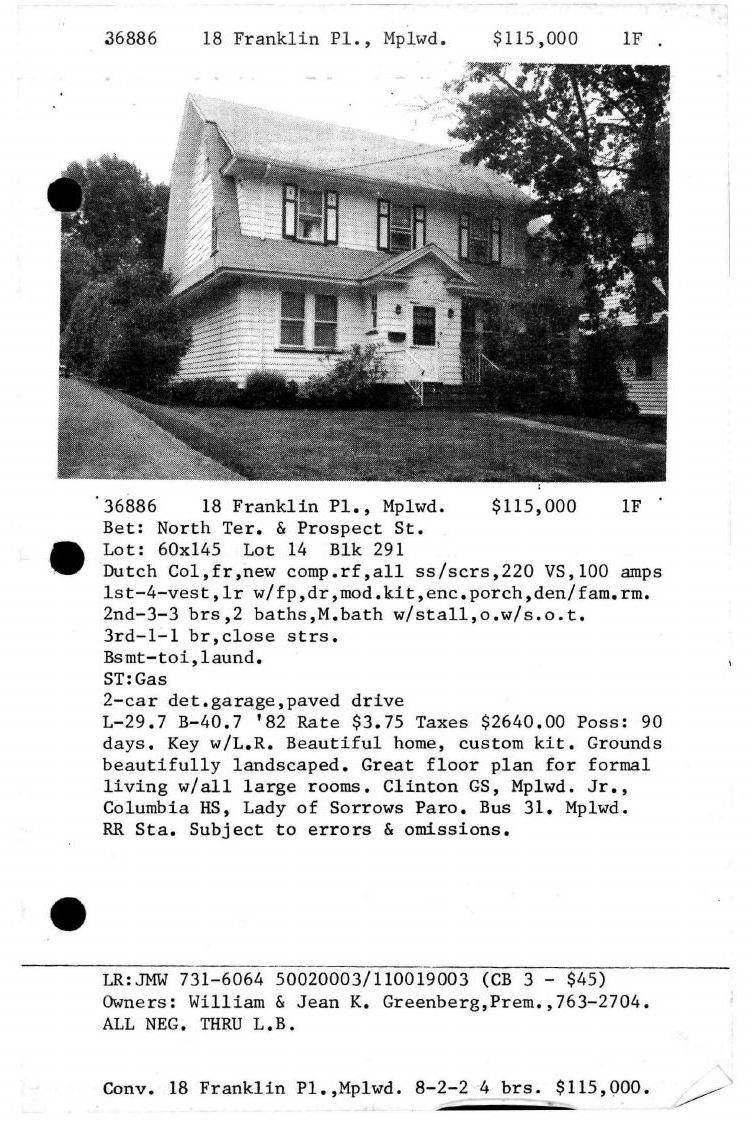 36886 18 Franklin Pl., Mplwd. $115,000 1F .
36886 18 Franklin Pl., Mplwd. $115,000 1F
Bet: North Ter. & Prospect St.
Lot: 60x145 Lot 14 Blk 291
Dutch Col,fr,new comp.rf,all ss/scrs,220 VS,100 amps
1st-4-vest,lr w/fp,dr,mod.kit,enc.porch,den/fam.rm.
2nd-3-3 brs,2 baths,M.bath w/stall,o.w/s.o.t.
3rd-1-1 br,close strs.
Bsmt-toi,laund.
ST:Gas
2-car det.garage,paved drive
L-29.7 B-40.7 '82 Rate $3.75 Taxes $2640.00 Poss: 90
days. Key w/L.R. Beautiful home, custom kit. Grounds
beautifully landscaped. Great floor plan for formal
living w/all large rooms. Clinton GS, Mplwd. Jr.,
Columbia HS, Lady of Sorrows Paro. Bus 31. Mplwd.
RR Sta. Subject to errors & omissions.
LR:JMW 731-6064 50020003/110019003 (CB 3 - $45)
Owners: William & Jean K. Greenberg,Prem.,763-2704.
ALL NEG. THRU L.B.
Conv. 18 Franklin Pl.,Mplwd. 8-2-2 4 brs. $115,000.